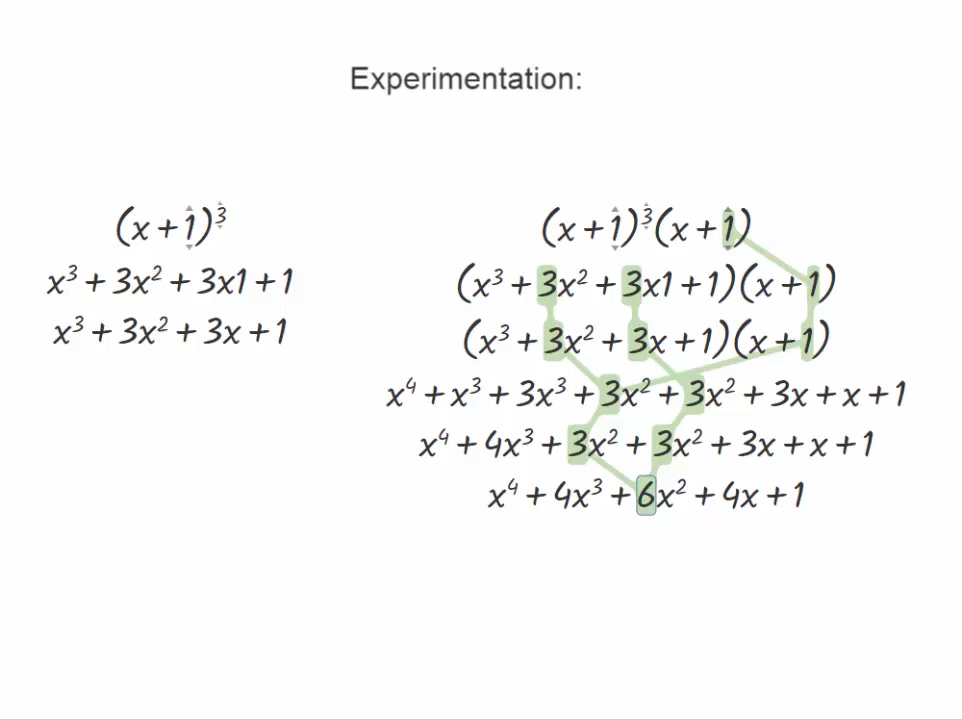 Experimentation:
(x + 1)³
x³ + 3x² + 3x1 + 1
x³ + 3x² + 3x + 1
(x + 1)³(x + 1)
(x³ + 3x² + 3x1 + 1)(x + 1)
(x³ + 3x² + 3x + 1)(x + 1)
x⁴ + x³ + 3x³ + 3x² + 3x² + 3x + x + 1
x⁴ + 4x³ + 3x² + 3x² + 3x + x + 1
x⁴ + 4x³ + 6x² + 4x + 1